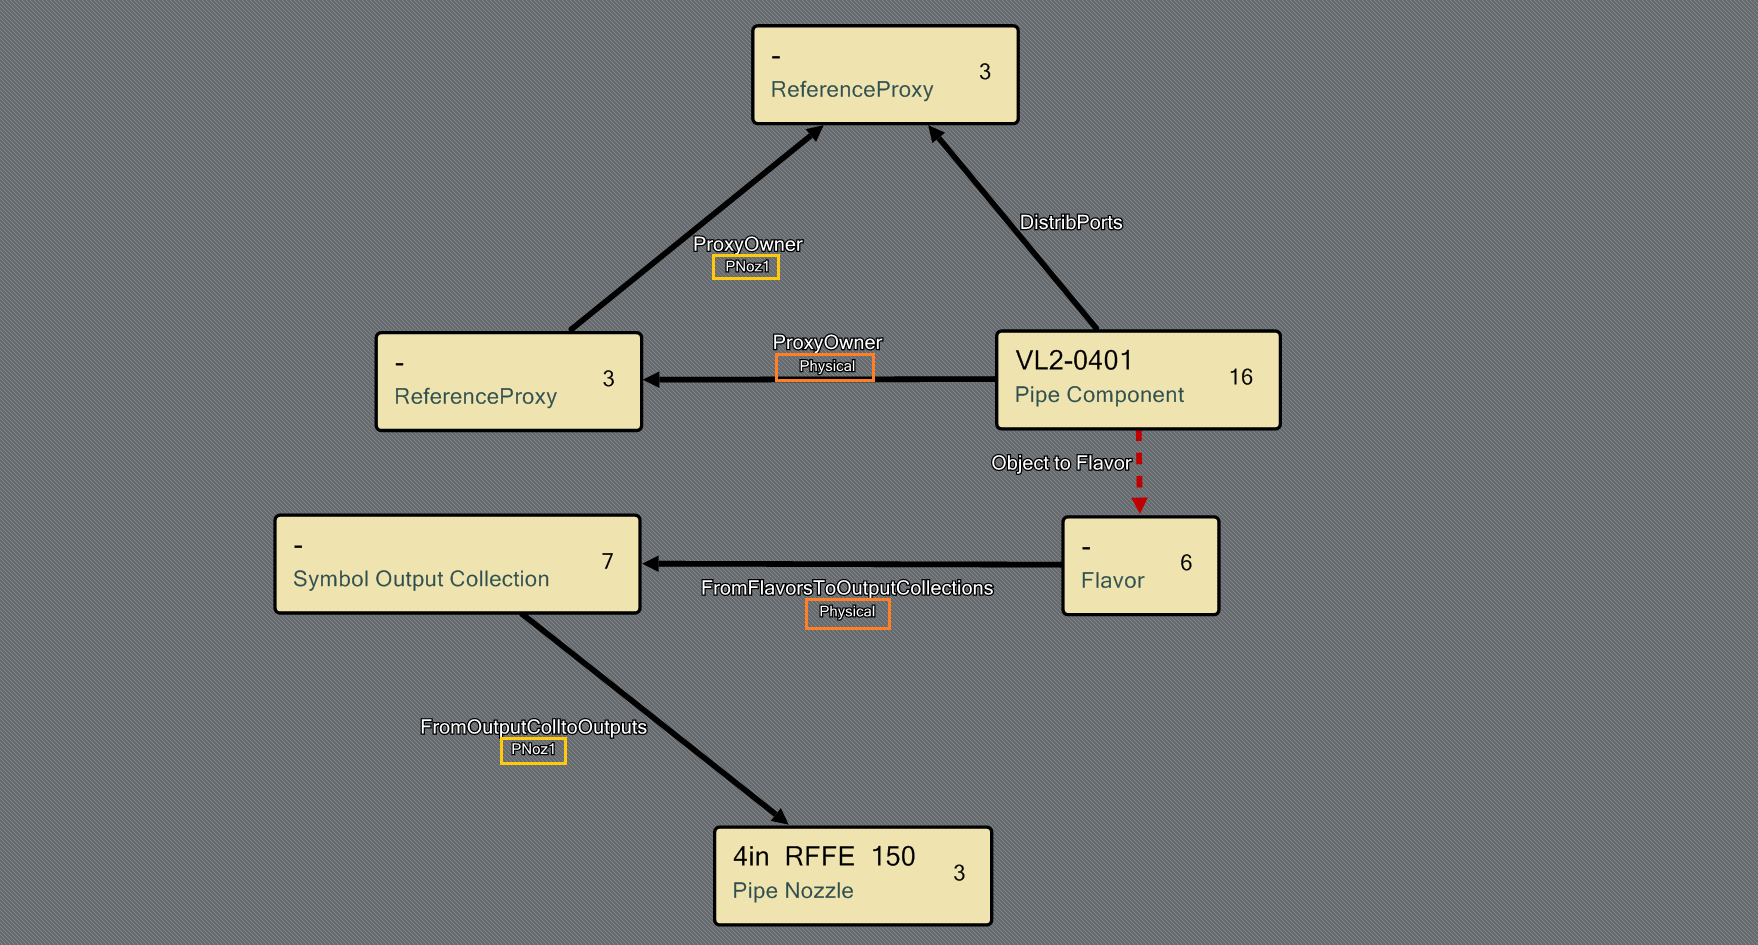 -
ReferenceProxy
3
DistribPorts
ProxyOwner
PNoz1
-
ReferenceProxy
3
ProxyOwner
Physical
VL2-0401
Pipe Component
16
Object to Flavor
-
Symbol Output Collection
7
FromFlavorsToOutputCollections
Physical
-
Flavor
6
FromOutputColltoOutputs
PNoz1
4in RFFE 150
Pipe Nozzle
3